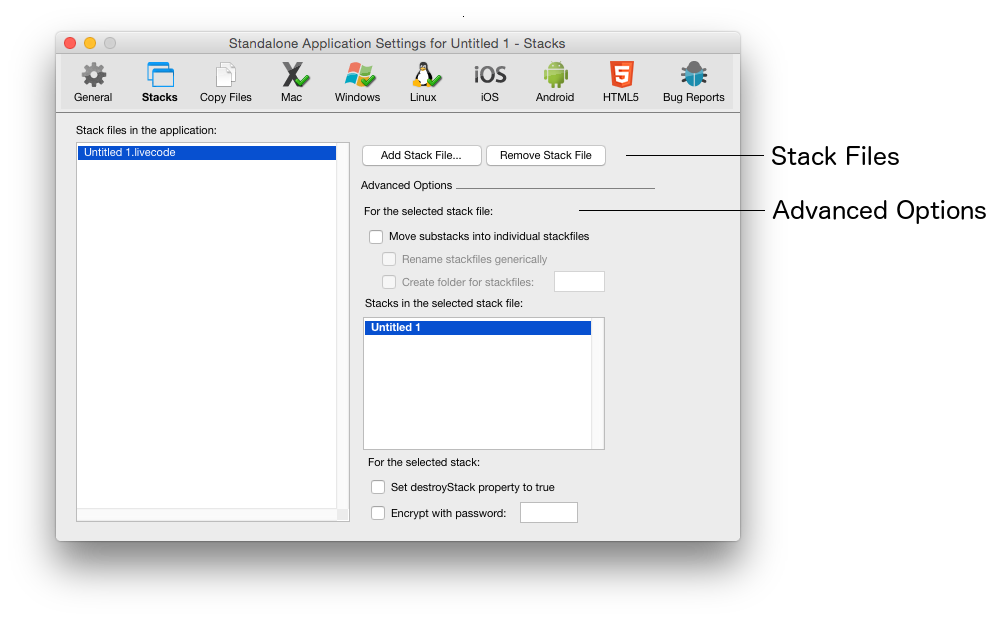 Standalone Application Settings for Untitled 1 - Stacks
General Stacks Copy Files Mac Windows Linux iOS Android HTML5 Bug Reports
iOS
5
Stack files in the application:
Untitled 1.livecode
Add Stack File... Remove Stack File
Stack Files
Advanced Options
For the selected stack file:
Advanced Options
Move substacks into individual stackfiles
Rename stackfiles generically
Create folder for stackfiles:
Stacks in the selected stack file:
Untitled 1
For the selected stack:
Set destroyStack property to true
Encrypt with password: